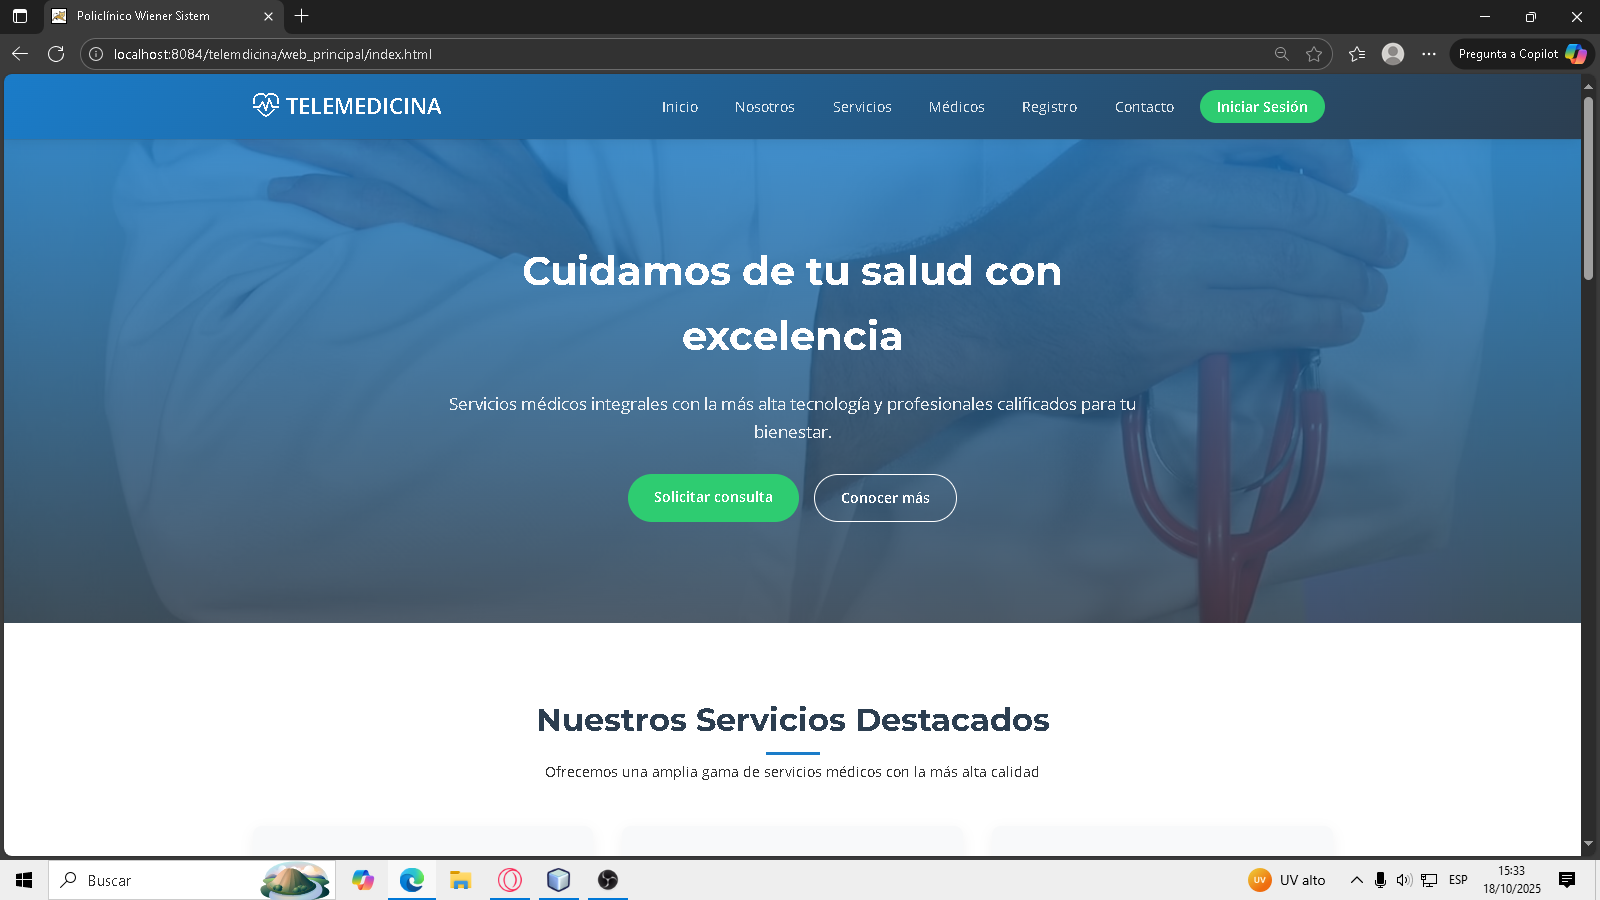 Policlínico Wiener Sistem
localhost:8084/telemdicina/web_principal/index.html
Pregunta a Copilot
TELEMEDICINA
Inicio
Nosotros
Servicios
Médicos
Registro
Contacto
Iniciar Sesión
Cuidamos de tu salud con
excelencia
Servicios médicos integrales con la más alta tecnología y profesionales calificados para tu
bienestar.
Solicitar consulta
Conocer más
Nuestros Servicios Destacados
Ofrecemos una amplia gama de servicios médicos con la más alta calidad
Buscar
UV
UV alto
ESP
15:33
18/10/2025